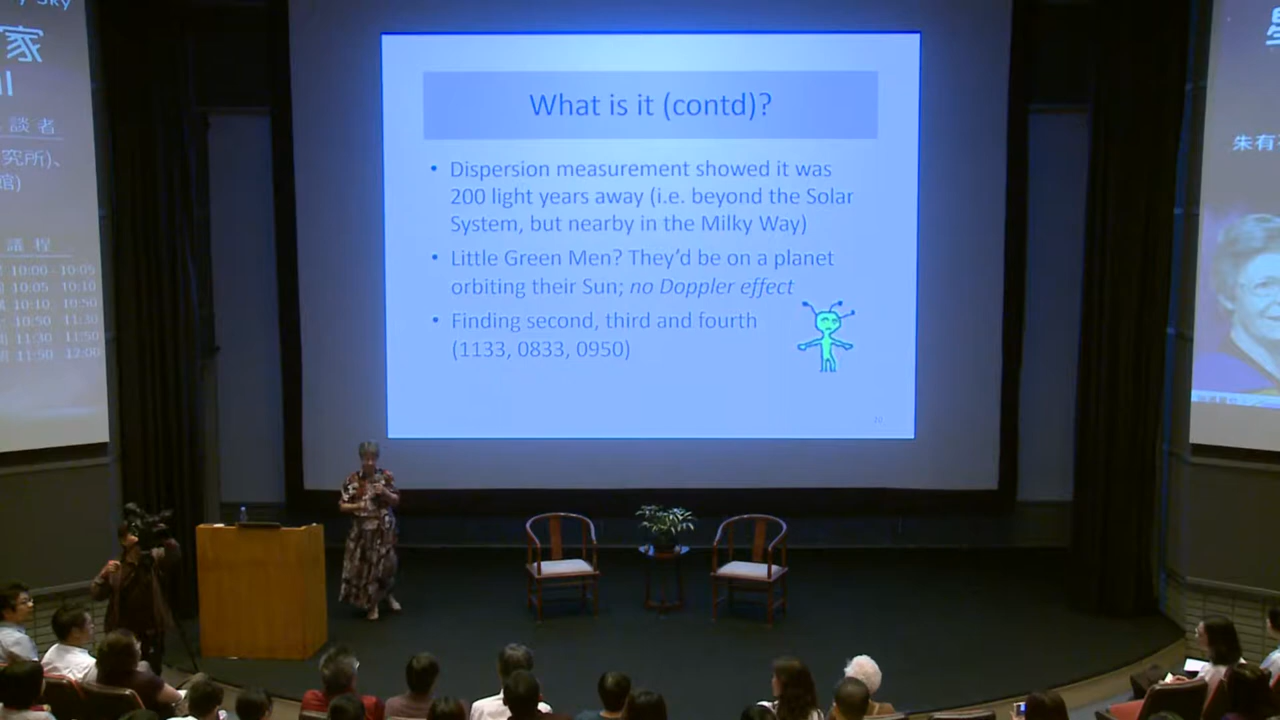 y Sky
家
ll
談者
究所)、
館)
議程
10:00 - 10:05
10:05 10:10
10:10 10:50
10:50 11:30
11:30 11:50
11:50 12:00
What is it (contd)?
• Dispersion measurement showed it was
200 light years away (i.e. beyond the Solar
System, but nearby in the Milky Way)
• Little Green Men? They'd be on a planet
orbiting their Sun; no Doppler effect
• Finding second, third and fourth
(1133, 0833, 0950)
20
朱有